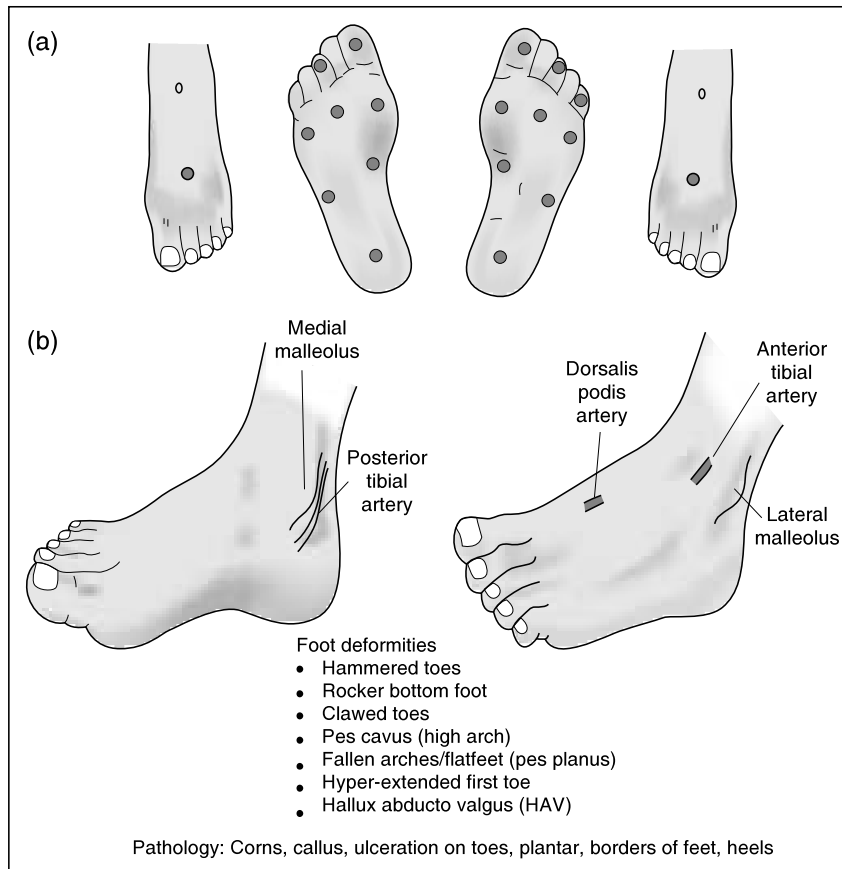 (a)
(b)
Medial
malleolus
Posterior
tibial
artery
Dorsalis
podis
artery
Anterior
tibial
artery
Lateral
malleolus
Foot deformities
• Hammered toes
• Rocker bottom foot
• Clawed toes
• Pes cavus (high arch)
• Fallen arches/flatfeet (pes planus)
• Hyper-extended first toe
• Hallux abducto valgus (HAV)
Pathology: Corns, callus, ulceration on toes, plantar, borders of feet, heels